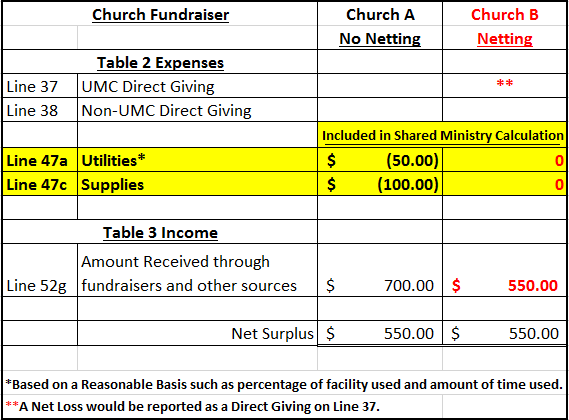 Church Fundraiser Church A Church B
No Netting Netting
Table 2 Expenses
Line 37 UMC Direct Giving **
Line 38 Non-UMC Direct Giving
Included in Shared Ministry Calculation
Line 47a Utilities* $ (50.00) 0
Line 47c Supplies $ (100.00) 0
Table 3 Income
Amount Received through
Line 52g fundraisers and other sources $ 700.00 $ 550.00
Net Surplus $ 550.00 $ 550.00
*Based on a Reasonable Basis such as percentage of facility used and amount of time used.
**A Net Loss would be reported as a Direct Giving on Line 37.